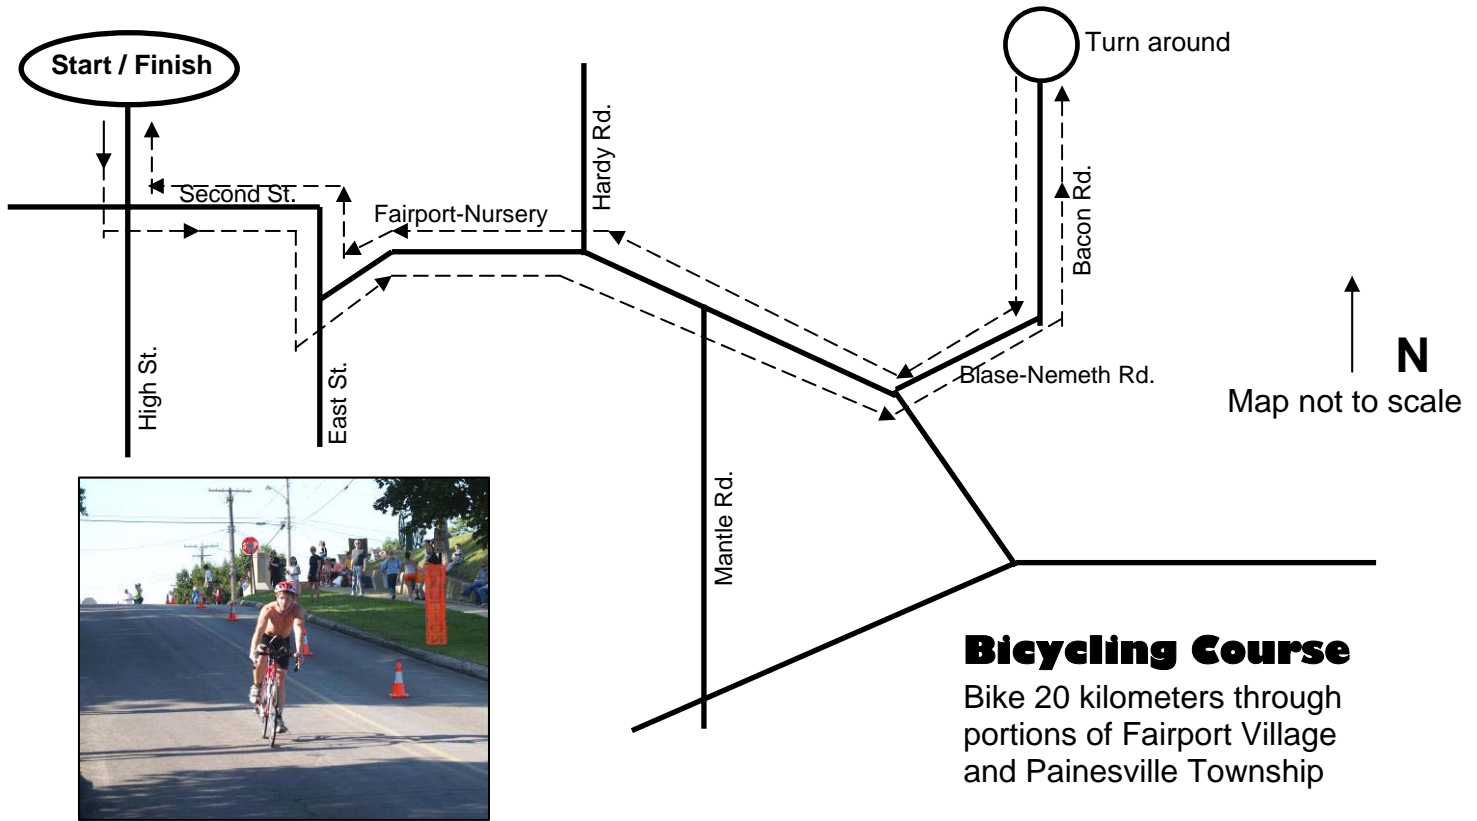 Start / Finish
Turn around
Hardy Rd.
Second St.
Fairport-Nursery
Bacon Rd.
High St.
East St.
Blase-Nemeth Rd.
N
Map not to scale
Mantle Rd.
Bicycling Course
Bike 20 kilometers through
portions of Fairport Village
and Painesville Township